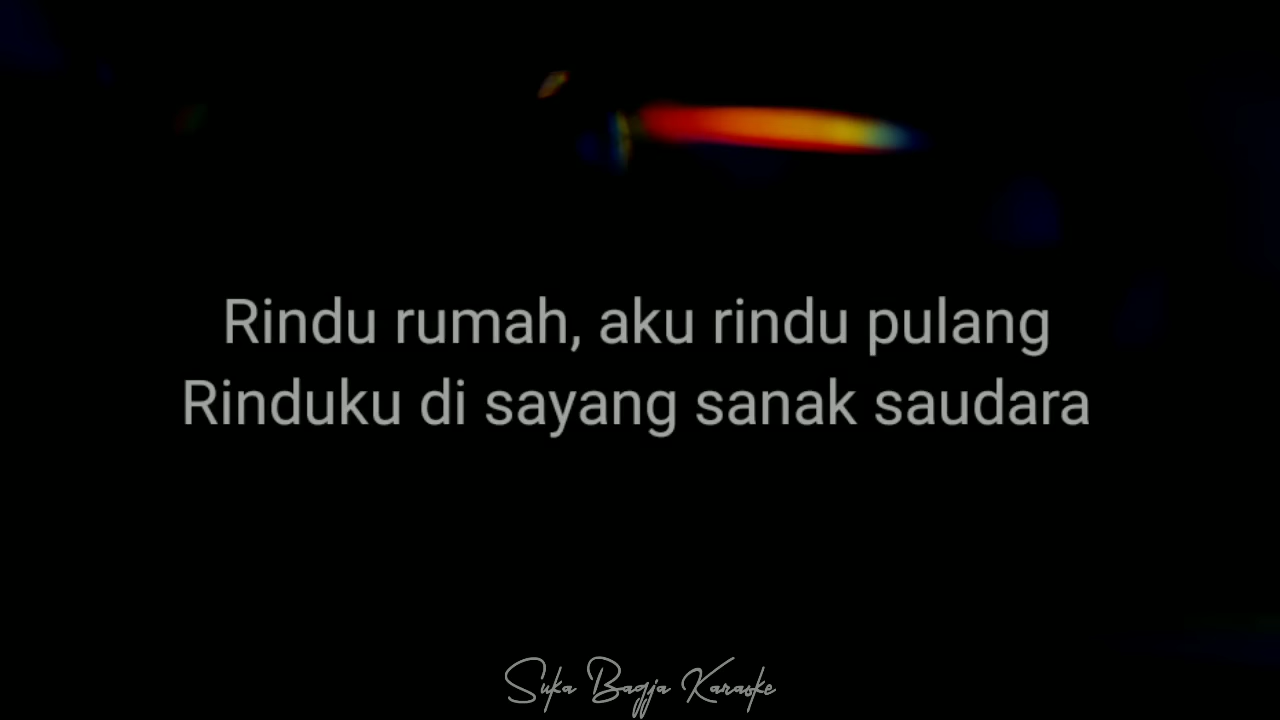 Rindu rumah, aku rindu pulang
Rinduku di sayang sanak saudara
Suka Bagja Karaoke